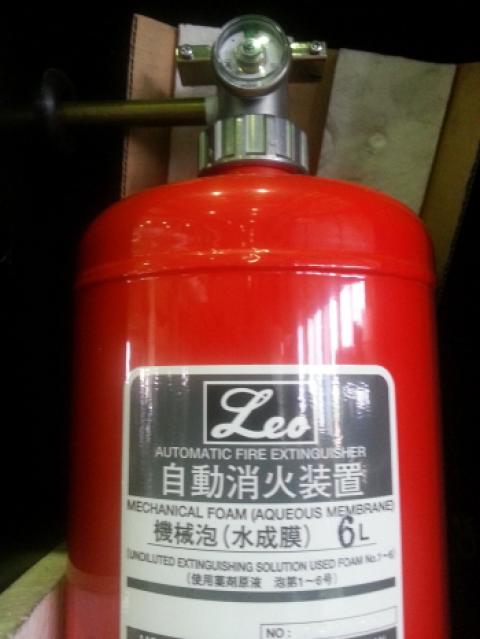 Leo
AUTOMATIC FIRE EXTINGUISHER
自動消火装置
MECHANICAL FOAM (AQUEOUS MEMBRANE)
機械泡(水成膜) 6L
(UNDILUTED EXTINGUISHING SOLUTION USED FOAM No.1~6)
(使用薬剤原液 泡第1~6号)
NO: